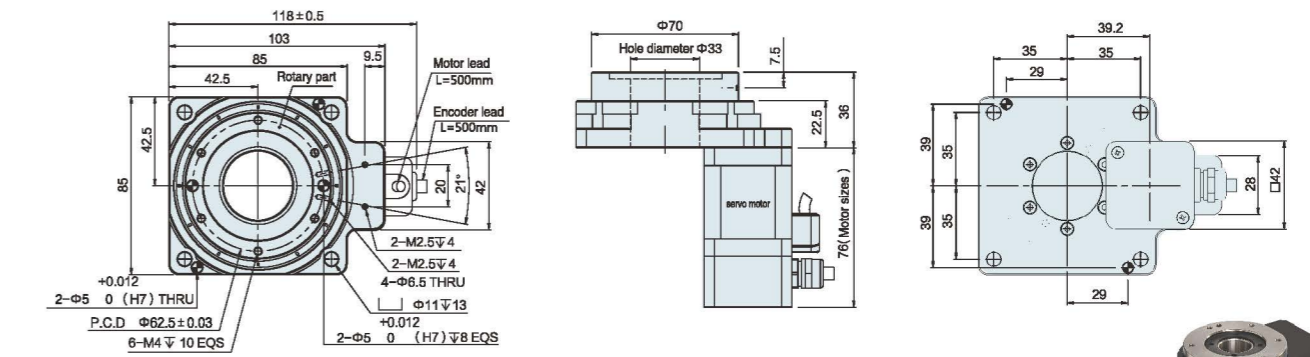 118±0.5
103
85
9.5
42.5
Rotary part
Motor lead
L=500mm
Encoder lead
L=500mm
42.5
85
20
21°
42
2-M2.5↧4
2-M2.5↧4
4-Φ6.5 THRU
⌴ Φ11↧13
+0.012
2-Φ5 0 (H7) THRU
P.C.D Φ62.5±0.03
6-M4↧10 EQS
+0.012
2-Φ5 0 (H7)↧8 EQS
Φ70
Hole diameter Φ33
7.5
22.5
36
servo motor
76(Motor sizes)
39.2
35
35
29
39
35
39
35
28
□42
29